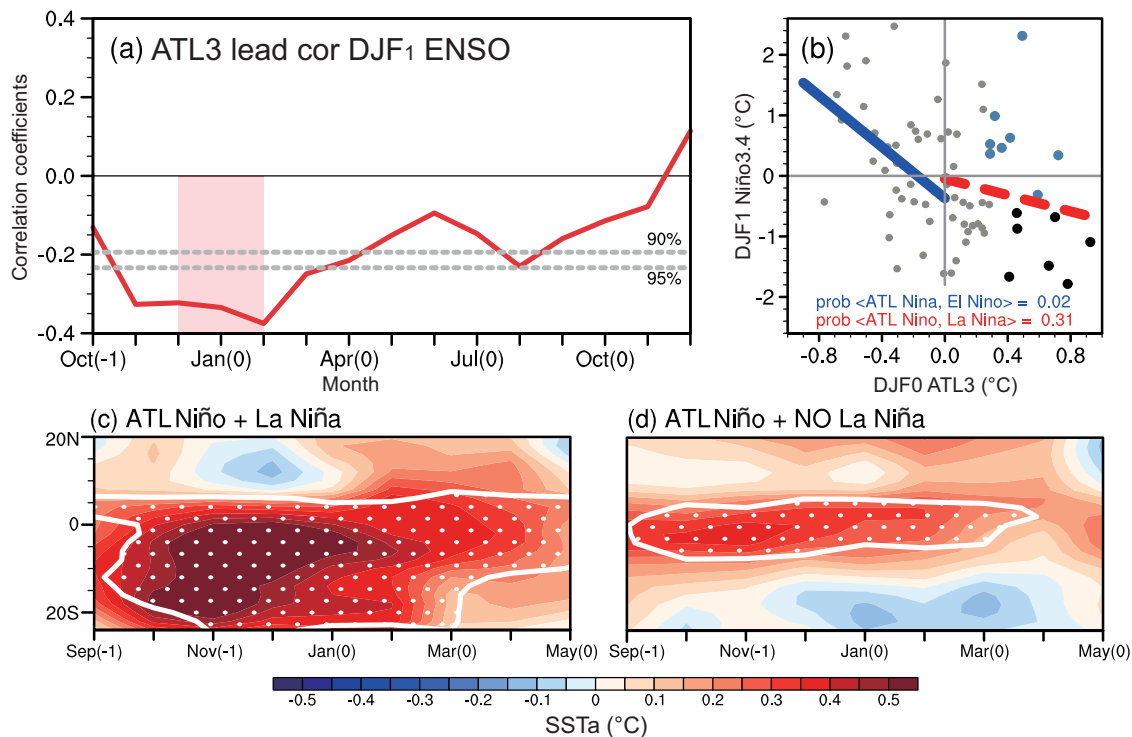 (a) ATL3 lead cor DJF1 ENSO
Correlation coefficients
0.4
0.2
0.0
-0.2
-0.4
90%
95%
Oct(-1) Jan(0) Apr(0) Jul(0) Oct(0)
Month
(b)
DJF1 Niño3.4 (°C)
2
1
0
-1
-2
prob <ATL Nina, El Nino> = 0.02
prob <ATL Nino, La Nina> = 0.31
-0.8 -0.4 0.0 0.4 0.8
DJF0 ATL3 (°C)
(c) ATLNiño + La Niña
20N
0
20S
Sep(-1) Nov(-1) Jan(0) Mar(0) May(0)
(d) ATLNiño + NO La Niña
Sep(-1) Nov(-1) Jan(0) Mar(0) May(0)
-0.5 -0.4 -0.3 -0.2 -0.1 0 0.1 0.2 0.3 0.4 0.5
SSTa (°C)